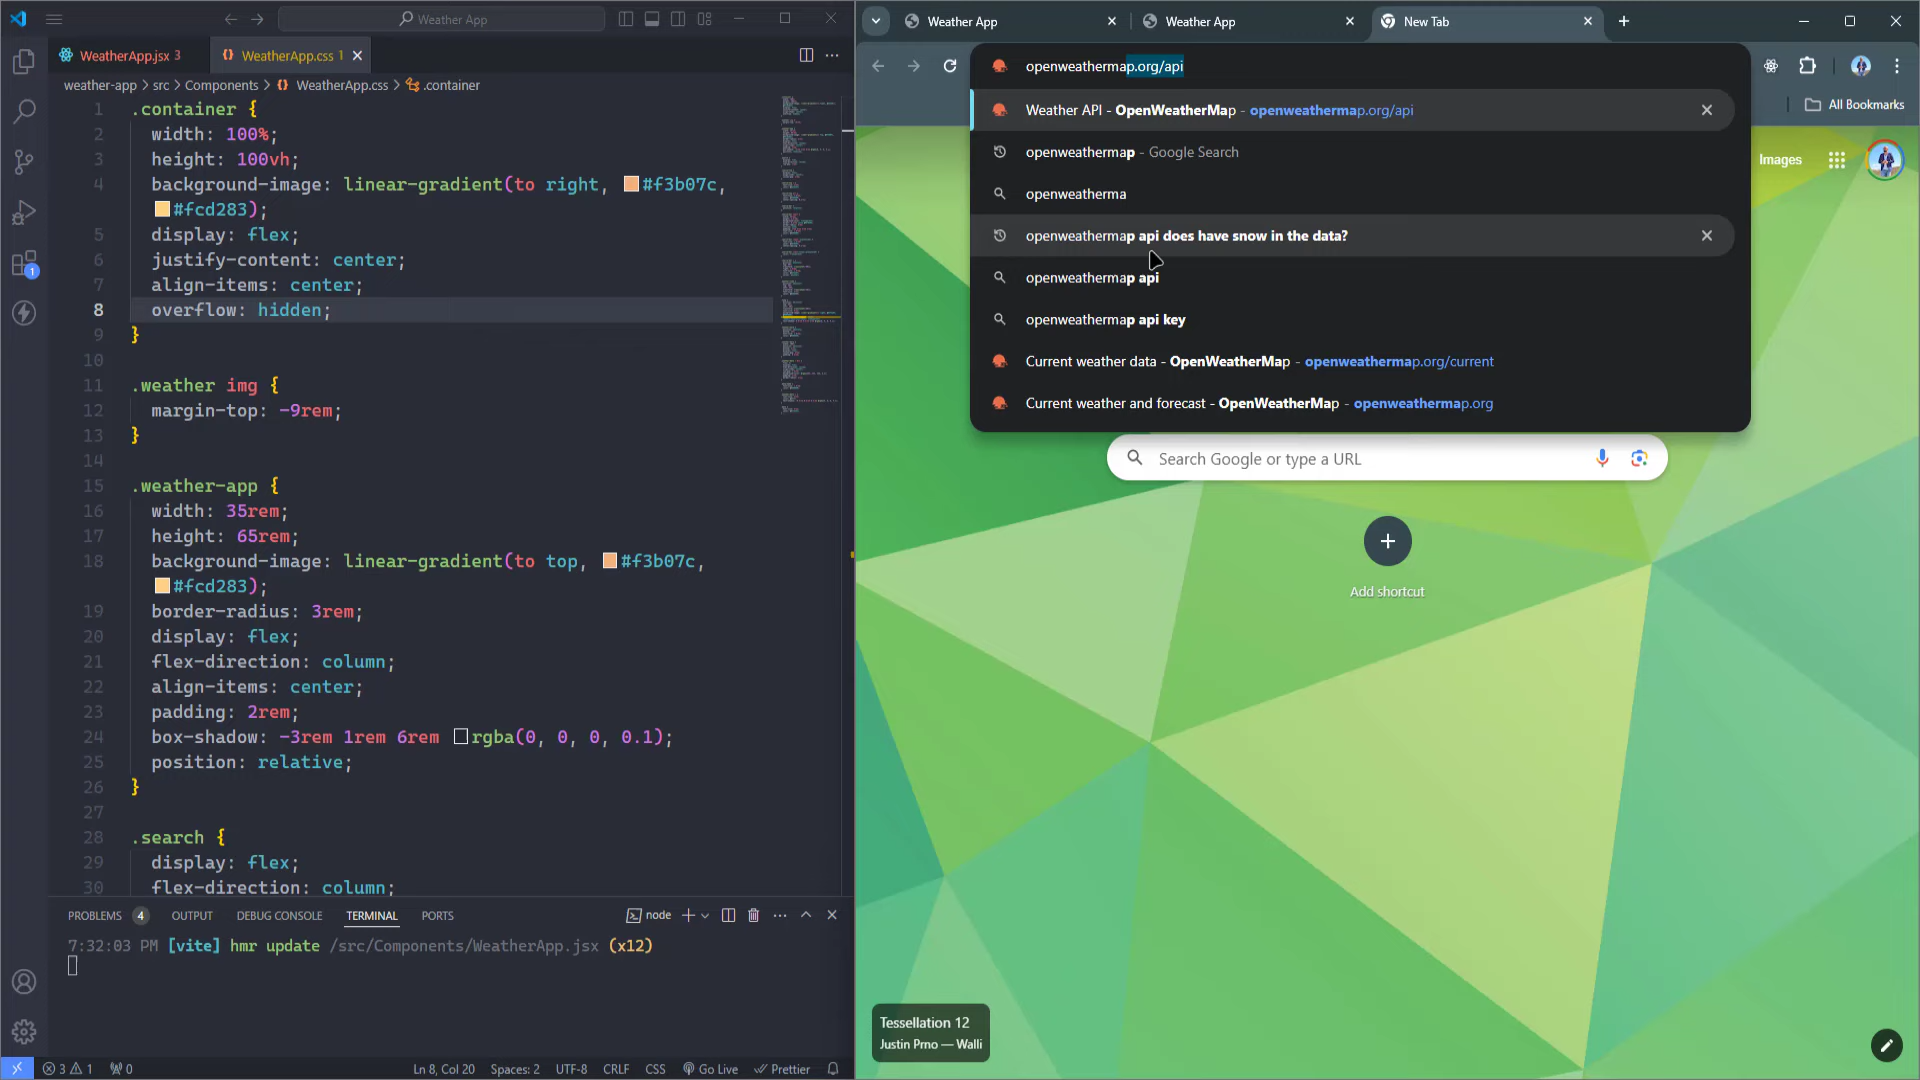 Weather App
WeatherApp.jsx 3
WeatherApp.css 1
weather-app > src > Components > WeatherApp.css > .container
1 .container {
2 width: 100%;
3 height: 100vh;
4 background-image: linear-gradient(to right, #f3b07c,
#fcd283);
5 display: flex;
6 justify-content: center;
7 align-items: center;
8 overflow: hidden;
9 }
10
11 .weather img {
12 margin-top: -9rem;
13 }
14
15 .weather-app {
16 width: 35rem;
17 height: 65rem;
18 background-image: linear-gradient(to top, #f3b07c,
#fcd283);
19 border-radius: 3rem;
20 display: flex;
21 flex-direction: column;
22 align-items: center;
23 padding: 2rem;
24 box-shadow: -3rem 1rem 6rem rgba(0, 0, 0, 0.1);
25 position: relative;
26 }
27
28 .search {
29 display: flex;
30 flex-direction: column;
PROBLEMS 4 OUTPUT DEBUG CONSOLE TERMINAL PORTS
node
7:32:03 PM [vite] hmr update /src/Components/WeatherApp.jsx (x12)
3 1 0
Ln 8, Col 20 Spaces: 2 UTF-8 CRLF CSS Go Live Prettier
1
Weather App
Weather App
New Tab
openweathermap.org/api
All Bookmarks
Weather API - OpenWeatherMap - openweathermap.org/api
openweathermap - Google Search
openweatherma
openweathermap api does have snow in the data?
openweathermap api
openweathermap api key
Current weather data - OpenWeatherMap - openweathermap.org/current
Current weather and forecast - OpenWeatherMap - openweathermap.org
Images
Search Google or type a URL
Add shortcut
Tessellation 12
Justin Prno — Walli